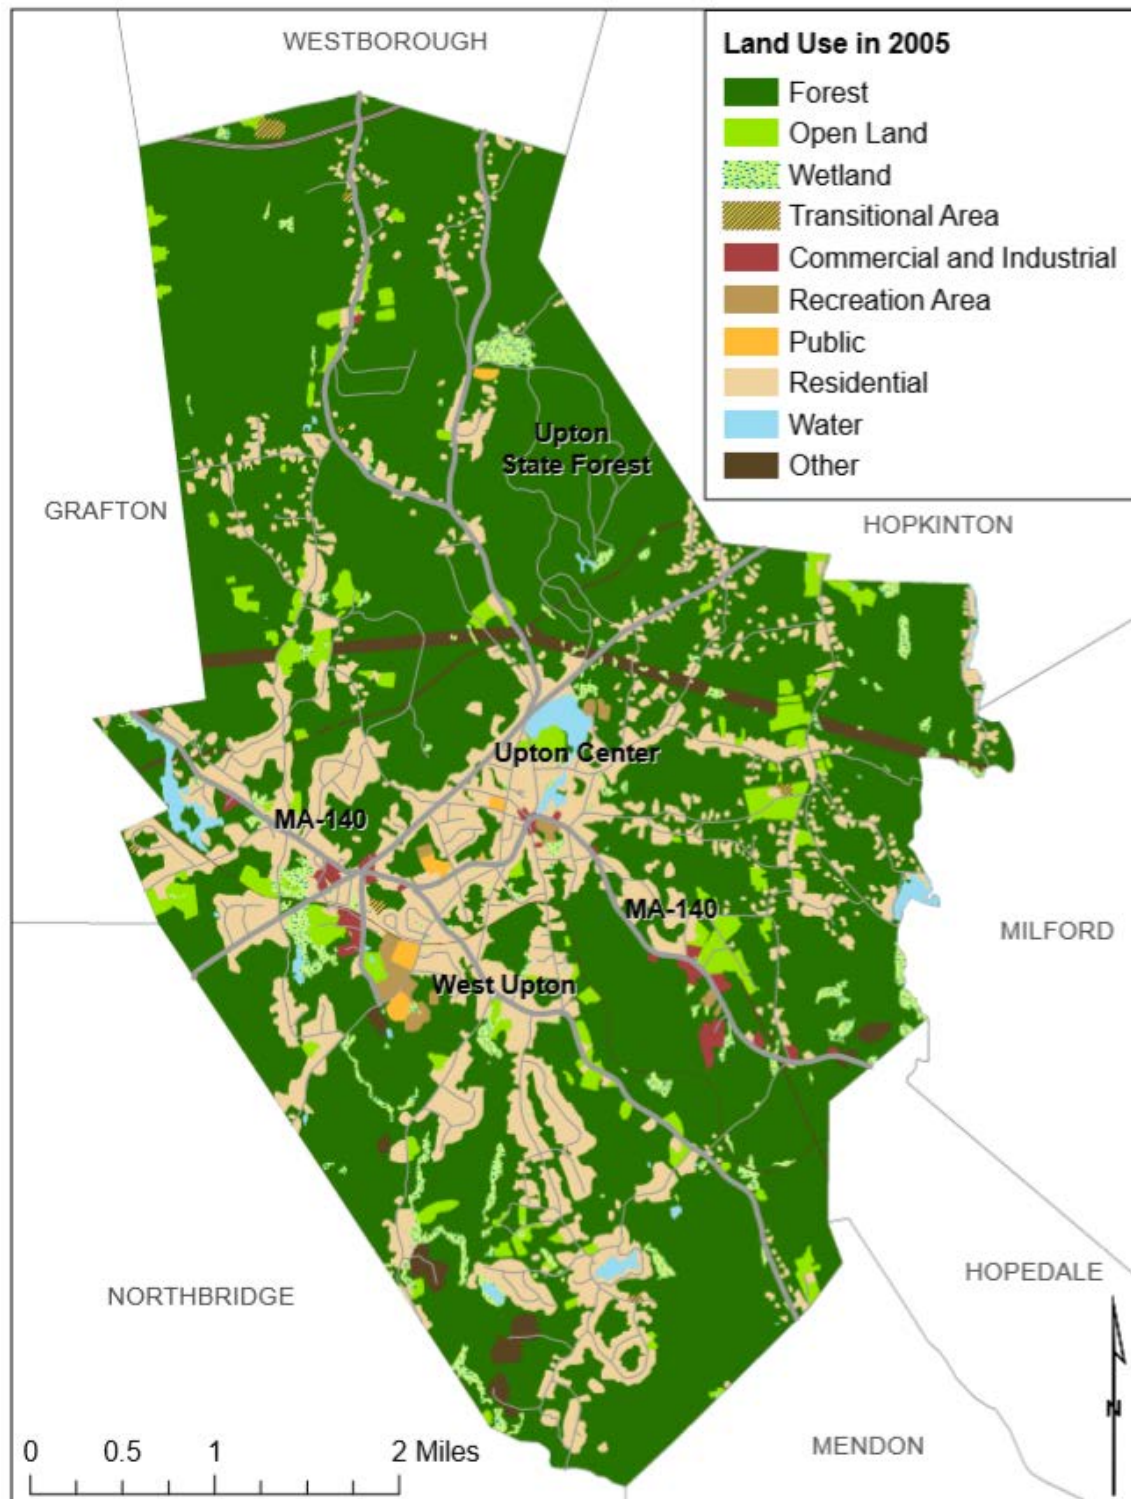 WESTBOROUGH
Land Use in 2005
Forest
Open Land
Wetland
Transitional Area
Commercial and Industrial
Recreation Area
Public
Residential
Water
Other
Upton
State Forest
GRAFTON
HOPKINTON
Upton Center
MA-140
MA-140
MILFORD
West Upton
HOPEDALE
NORTHBRIDGE
N
MENDON
0 0.5 1 2 Miles